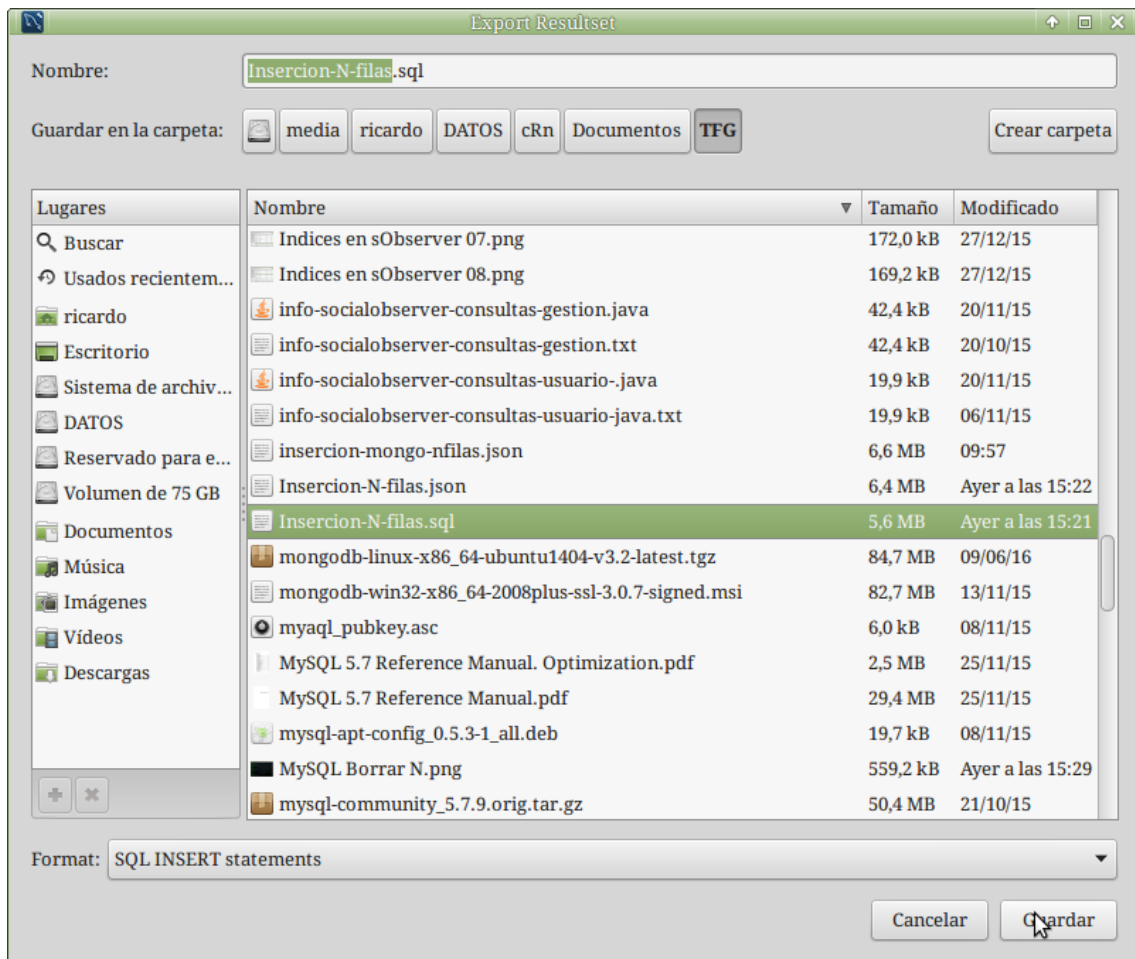 Export Resultset
Nombre: Insercion-N-filas.sql
Guardar en la carpeta: media ricardo DATOS cRn Documentos TFG Crear carpeta
Lugares
Buscar
Usados recientem...
ricardo
Escritorio
Sistema de archiv...
DATOS
Reservado para e...
Volumen de 75 GB
Documentos
Música
Imágenes
Vídeos
Descargas
Nombre Tamaño Modificado
Indices en sObserver 07.png 172,0 kB 27/12/15
Indices en sObserver 08.png 169,2 kB 27/12/15
info-socialobserver-consultas-gestion.java 42,4 kB 20/11/15
info-socialobserver-consultas-gestion.txt 42,4 kB 20/10/15
info-socialobserver-consultas-usuario-.java 19,9 kB 20/11/15
info-socialobserver-consultas-usuario-java.txt 19,9 kB 06/11/15
insercion-mongo-nfilas.json 6,6 MB 09:57
Insercion-N-filas.json 6,4 MB Ayer a las 15:22
Insercion-N-filas.sql 5,6 MB Ayer a las 15:21
mongodb-linux-x86_64-ubuntu1404-v3.2-latest.tgz 84,7 MB 09/06/16
mongodb-win32-x86_64-2008plus-ssl-3.0.7-signed.msi 82,7 MB 13/11/15
myaql_pubkey.asc 6,0 kB 08/11/15
MySQL 5.7 Reference Manual. Optimization.pdf 2,5 MB 25/11/15
MySQL 5.7 Reference Manual.pdf 29,4 MB 25/11/15
mysql-apt-config_0.5.3-1_all.deb 19,7 kB 08/11/15
MySQL Borrar N.png 559,2 kB Ayer a las 15:29
mysql-community_5.7.9.orig.tar.gz 50,4 MB 21/10/15
Format: SQL INSERT statements
Cancelar Guardar